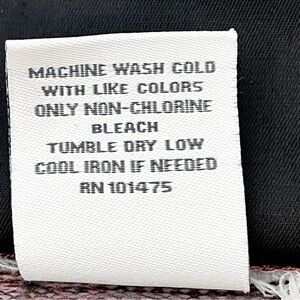 MACHINE WASH COLD
WITH LIKE COLORS
ONLY NON-CHLORINE
BLEACH
TUMBLE DRY LOW
COOL IRON IF NEEDED
RN 101475